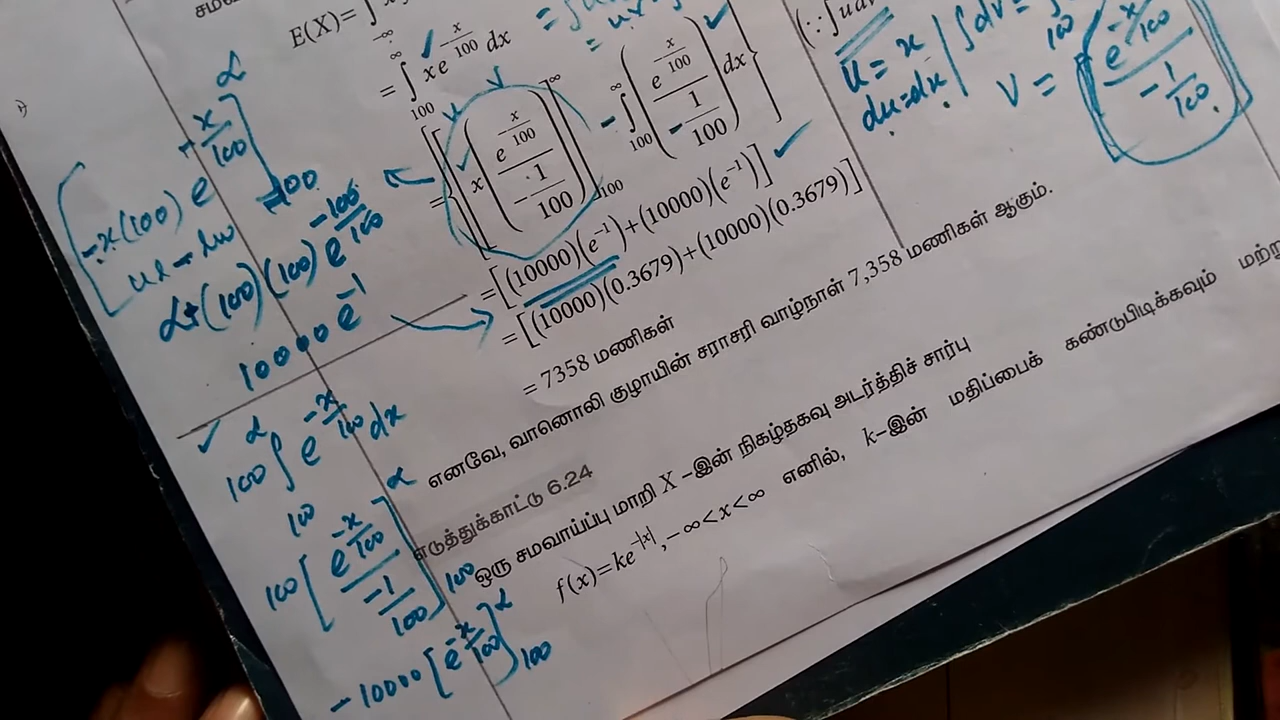 E(X)= ∫
−∞
= ∫₁₀₀^∞ x e^{x/100} dx
= {[x(e^{x/100}/(−1/100))]₁₀₀^∞ − ∫₁₀₀^∞ (e^{x/100}/(−1/100)) dx}
=[(10000)(e⁻¹)+(10000)(e⁻¹)]
=[(10000)(0.3679)+(10000)(0.3679)]
= 7358 மணிகள்
எனவே, வானொலி குழாயின் சராசரி வாழ்நாள் 7,358 மணிகள் ஆகும்.
எடுத்துக்காட்டு 6.24
ஒரு சமவாய்ப்பு மாறி X –இன் நிகழ்தகவு அடர்த்திச் சார்பு
f(x)=ke^{-|x|},−∞<x<∞ எனில், k–இன் மதிப்பைக் கண்டுபிடிக்கவும்
u = x
du=dx
V = e^{-x/100}/(−1/100)
-x(100) e^{-x/100}
(100)(100) e^{-100/100}
10000 e⁻¹
100 ∫₁₀₀^∞ e^{-x/100} dx
100 [e^{-x/100}/(−1/100)]₁₀₀^∞
-10000 [e^{-x/100}]₁₀₀^∞